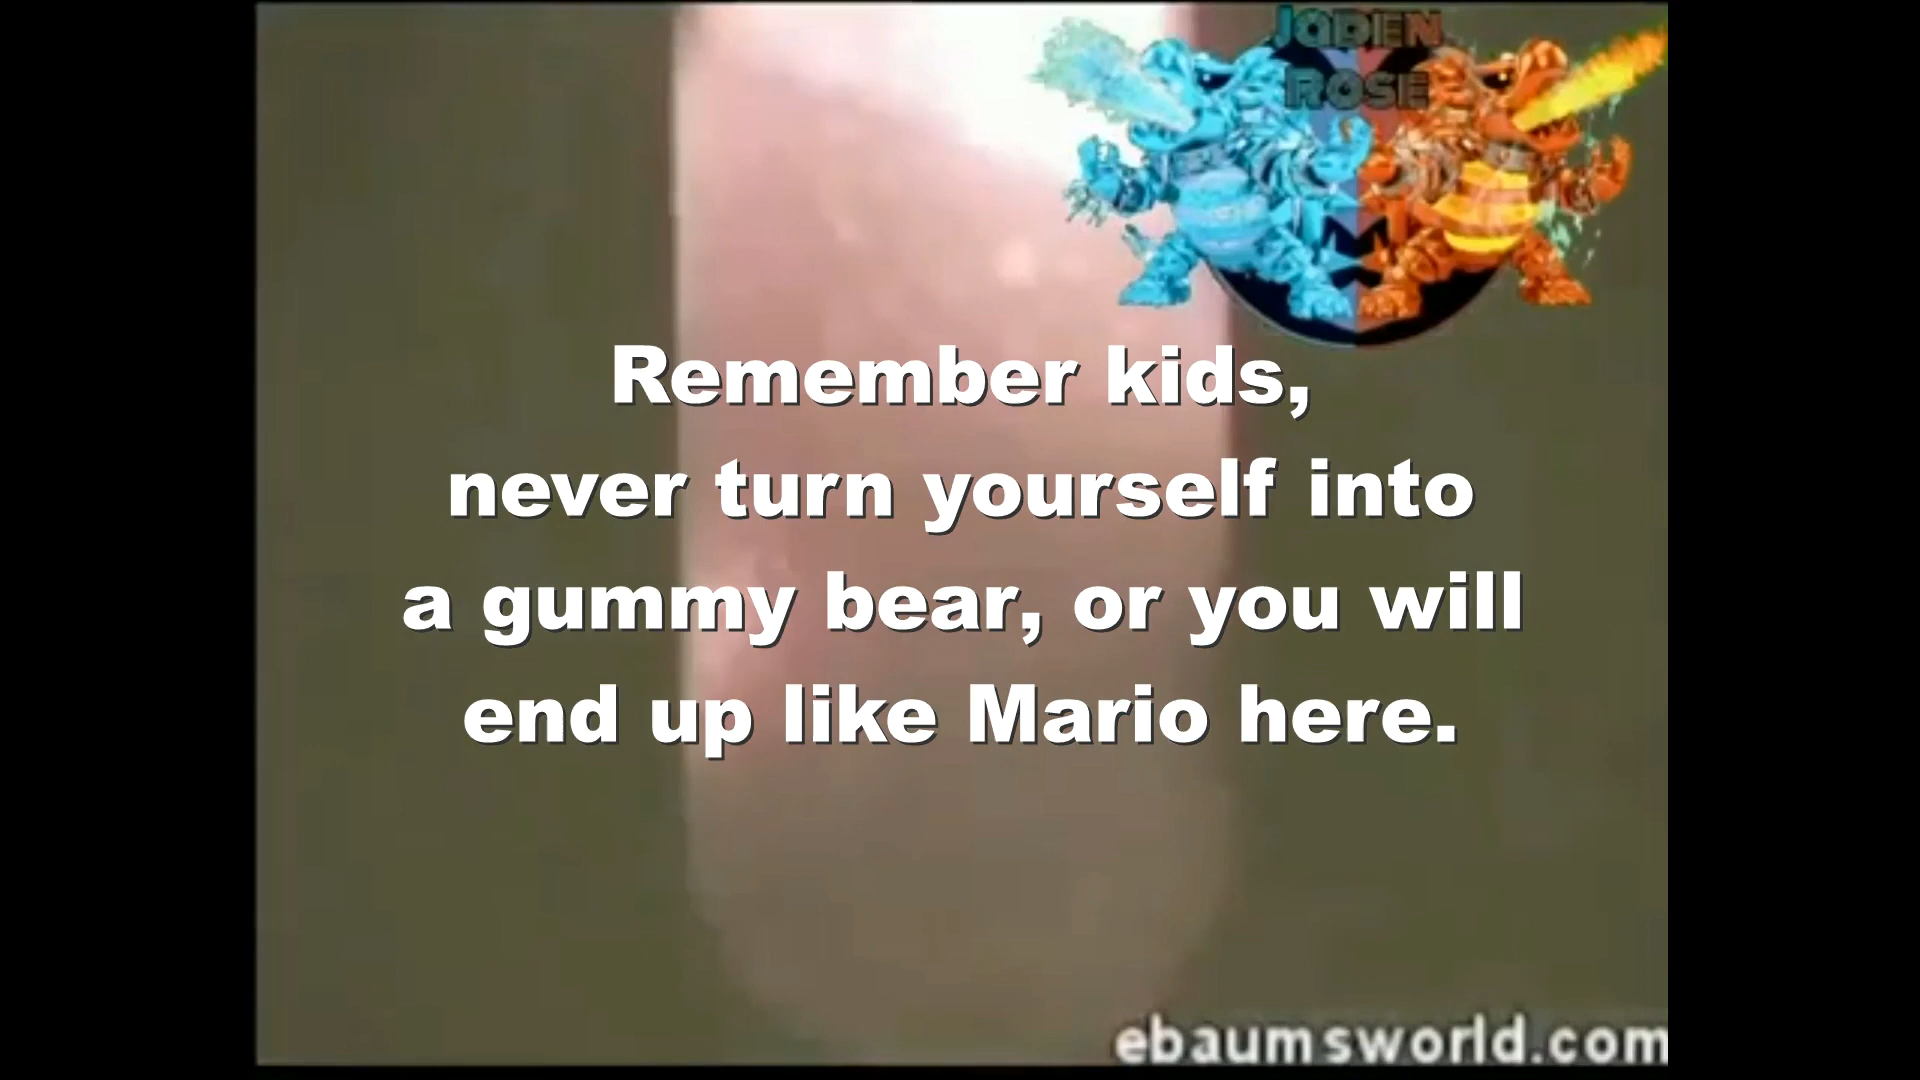 JADEN
ROSE
Remember kids,
never turn yourself into
a gummy bear, or you will
end up like Mario here.
ebaumsworld.com